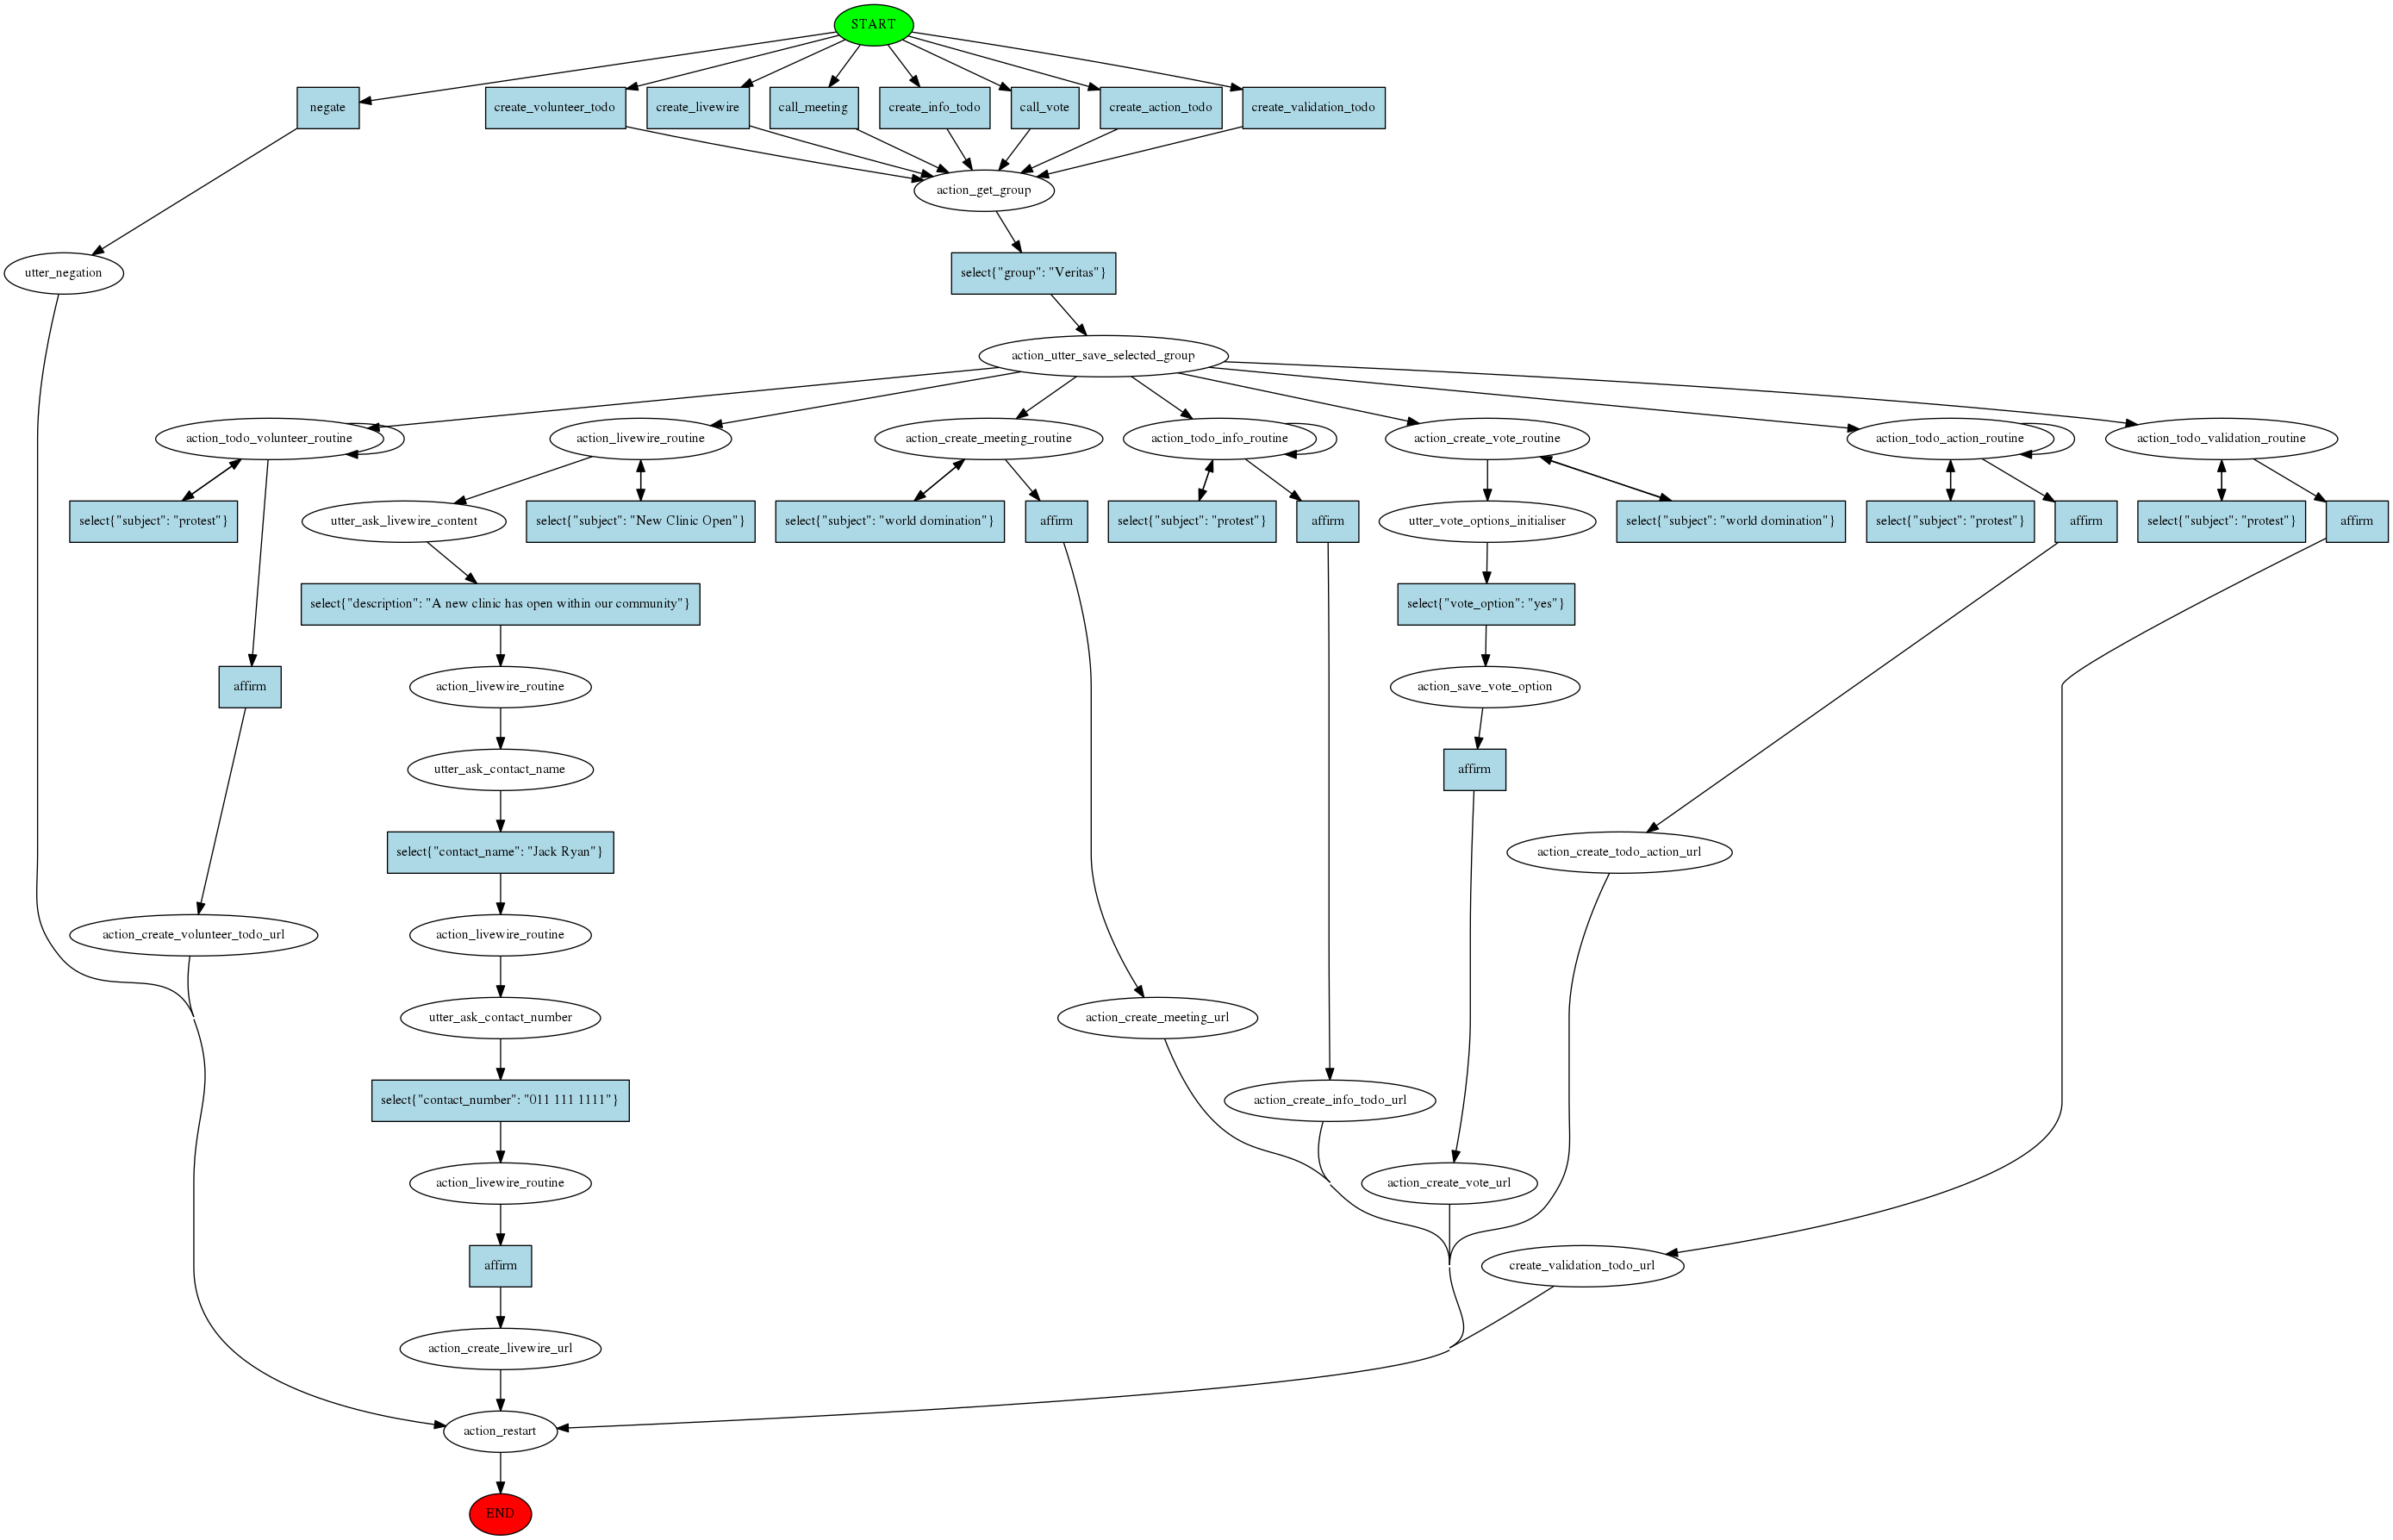 START
negate
create_volunteer_todo
create_livewire
call_meeting
create_info_todo
call_vote
create_action_todo
create_validation_todo
action_get_group
utter_negation
select{"group": "Veritas"}
action_utter_save_selected_group
action_todo_volunteer_routine
action_livewire_routine
action_create_meeting_routine
action_todo_info_routine
action_create_vote_routine
action_todo_action_routine
action_todo_validation_routine
select{"subject": "protest"}
utter_ask_livewire_content
select{"subject": "New Clinic Open"}
select{"subject": "world domination"}
affirm
select{"subject": "protest"}
affirm
utter_vote_options_initialiser
select{"subject": "world domination"}
select{"subject": "protest"}
affirm
select{"subject": "protest"}
affirm
select{"description": "A new clinic has open within our community"}
select{"vote_option": "yes"}
affirm
action_livewire_routine
action_save_vote_option
utter_ask_contact_name
affirm
select{"contact_name": "Jack Ryan"}
action_create_todo_action_url
action_create_volunteer_todo_url
action_livewire_routine
utter_ask_contact_number
action_create_meeting_url
select{"contact_number": "011 111 1111"}
action_create_info_todo_url
action_livewire_routine
action_create_vote_url
affirm
create_validation_todo_url
action_create_livewire_url
action_restart
END